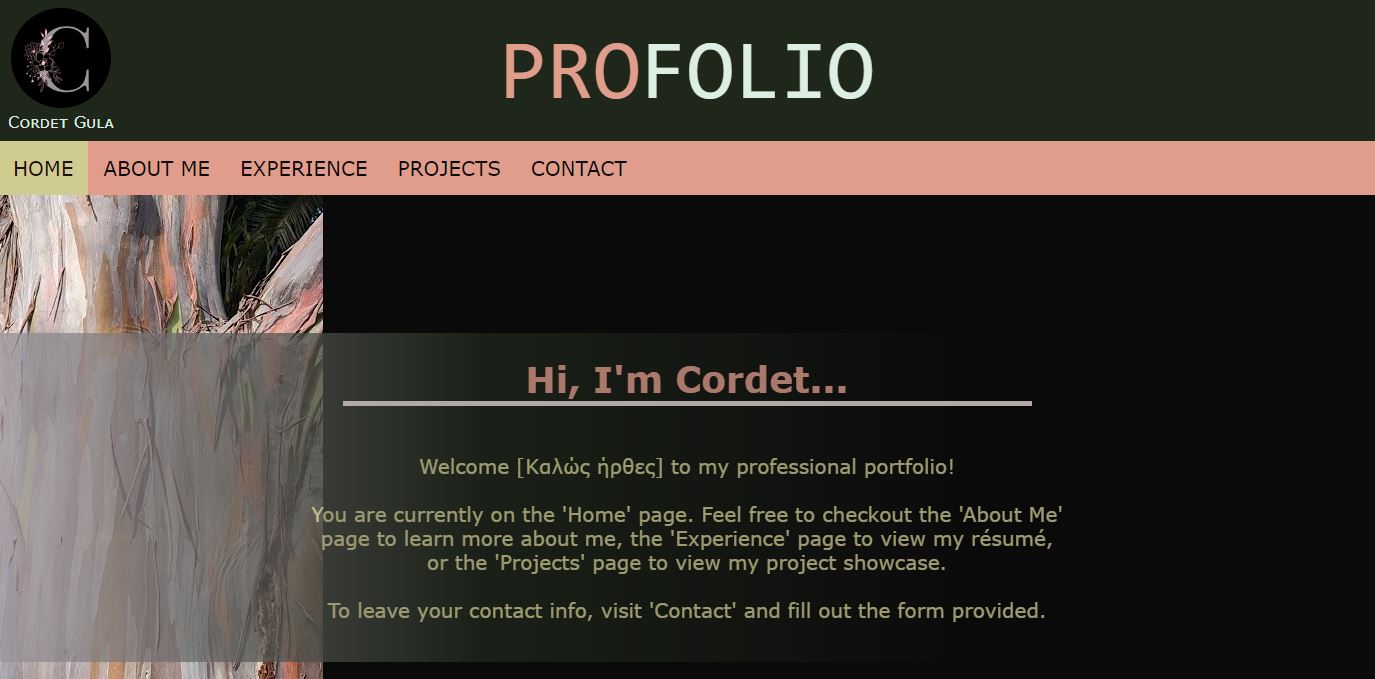 C
PROFOLIO
CORDET GULA
HOME ABOUT ME EXPERIENCE PROJECTS CONTACT
Hi, I'm Cordet...
Welcome [Καλώς ήρθες] to my professional portfolio!
You are currently on the 'Home' page. Feel free to checkout the 'About Me'
page to learn more about me, the 'Experience' page to view my résumé,
or the 'Projects' page to view my project showcase.
To leave your contact info, visit 'Contact' and fill out the form provided.